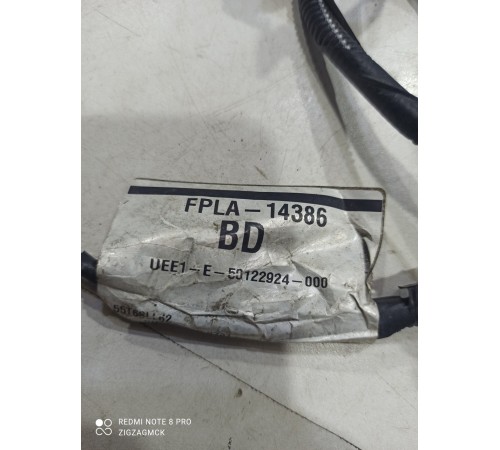 FPLA-14386
BD
UEE1-E-50122924-000
REDMI NOTE 8 PRO
ZIGZAGMCK